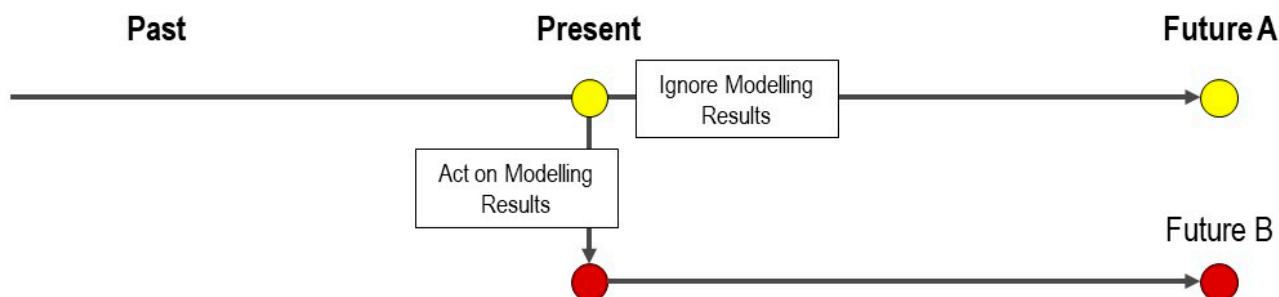 Past
Present
Future A
Ignore Modelling
Results
Act on Modelling
Results
Future B